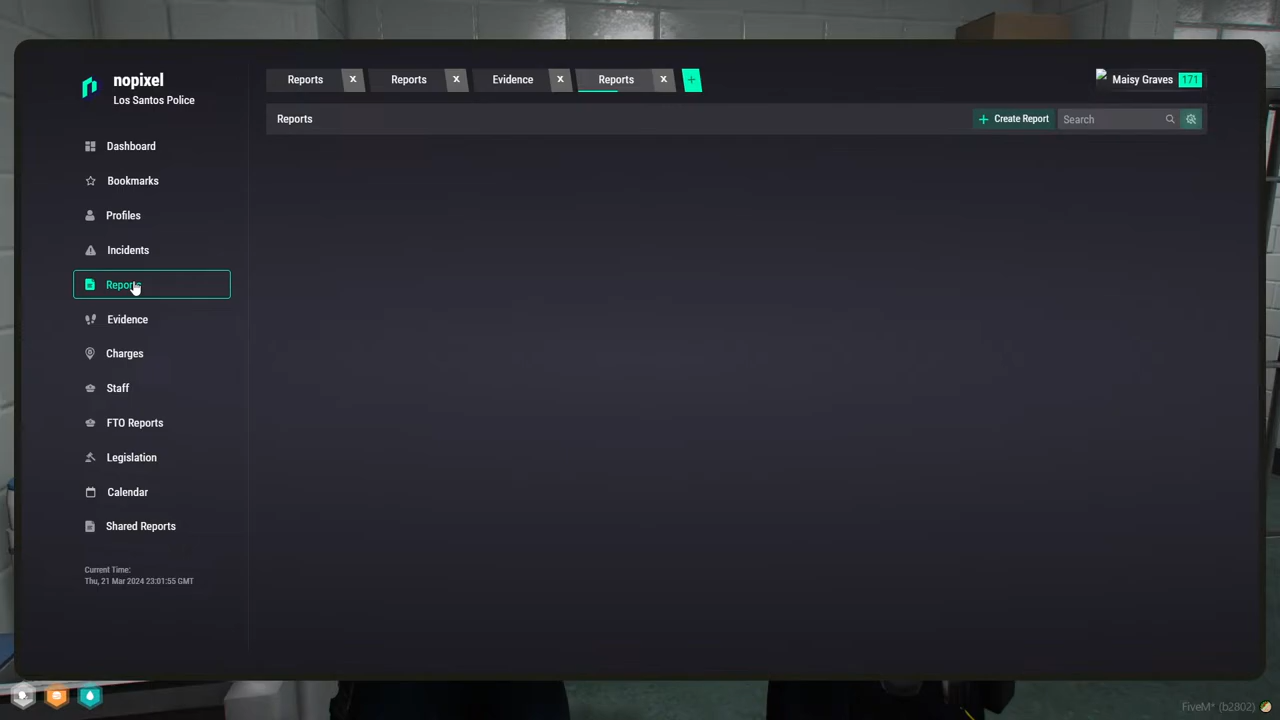 nopixel
Los Santos Police
Reports x Reports x Evidence x Reports x +
Maisy Graves 171
Reports
+ Create Report
Search
Dashboard
Bookmarks
Profiles
Incidents
Reports
Evidence
Charges
Staff
FTO Reports
Legislation
Calendar
Shared Reports
Current Time:
Thu, 21 Mar 2024 23:01:55 GMT
FiveM* (b2802)